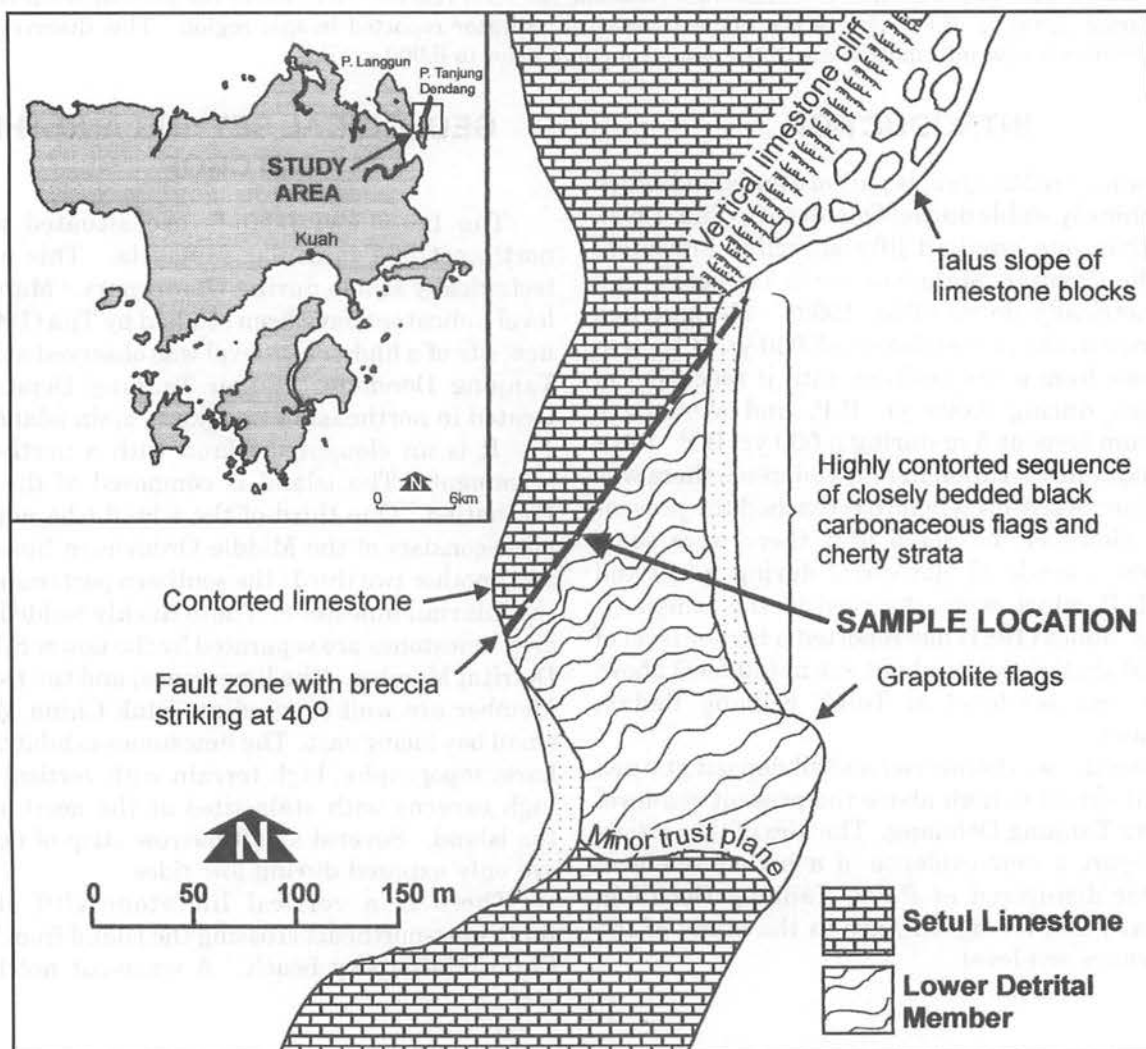 P. Langgun
P. Tanjung
Dendang
STUDY
AREA
Kuah
N
0 6km
Vertical limestone cliff
Talus slope of
limestone blocks
Highly contorted sequence
of closely bedded black
carbonaceous flags and
cherty strata
Contorted limestone
SAMPLE LOCATION
Fault zone with breccia
striking at 40°
Graptolite flags
Minor trust plane
N
0 50 100 150 m
Setul Limestone
Lower Detrital
Member